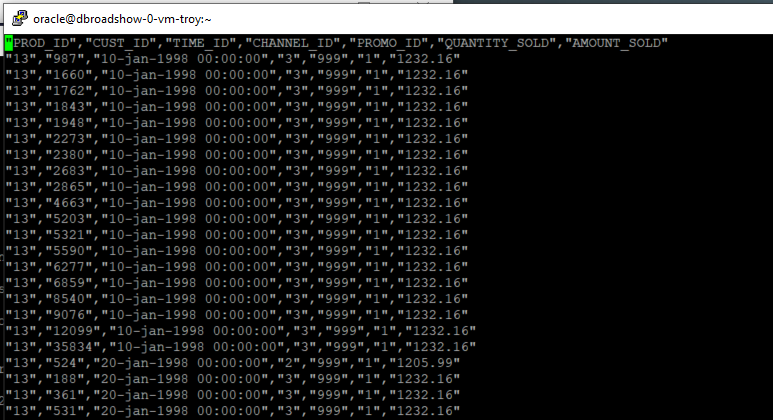 oracle@dbroadshow-0-vm-troy:~
"PROD_ID","CUST_ID","TIME_ID","CHANNEL_ID","PROMO_ID","QUANTITY_SOLD","AMOUNT_SOLD"
"13","987","10-jan-1998 00:00:00","3","999","1","1232.16"
"13","1660","10-jan-1998 00:00:00","3","999","1","1232.16"
"13","1762","10-jan-1998 00:00:00","3","999","1","1232.16"
"13","1843","10-jan-1998 00:00:00","3","999","1","1232.16"
"13","1948","10-jan-1998 00:00:00","3","999","1","1232.16"
"13","2273","10-jan-1998 00:00:00","3","999","1","1232.16"
"13","2380","10-jan-1998 00:00:00","3","999","1","1232.16"
"13","2683","10-jan-1998 00:00:00","3","999","1","1232.16"
"13","2865","10-jan-1998 00:00:00","3","999","1","1232.16"
"13","4663","10-jan-1998 00:00:00","3","999","1","1232.16"
"13","5203","10-jan-1998 00:00:00","3","999","1","1232.16"
"13","5321","10-jan-1998 00:00:00","3","999","1","1232.16"
"13","5590","10-jan-1998 00:00:00","3","999","1","1232.16"
"13","6277","10-jan-1998 00:00:00","3","999","1","1232.16"
"13","6859","10-jan-1998 00:00:00","3","999","1","1232.16"
"13","8540","10-jan-1998 00:00:00","3","999","1","1232.16"
"13","9076","10-jan-1998 00:00:00","3","999","1","1232.16"
"13","12099","10-jan-1998 00:00:00","3","999","1","1232.16"
"13","35834","10-jan-1998 00:00:00","3","999","1","1232.16"
"13","524","20-jan-1998 00:00:00","2","999","1","1205.99"
"13","188","20-jan-1998 00:00:00","3","999","1","1232.16"
"13","361","20-jan-1998 00:00:00","3","999","1","1232.16"
"13","531","20-jan-1998 00:00:00","3","999","1","1232.16"